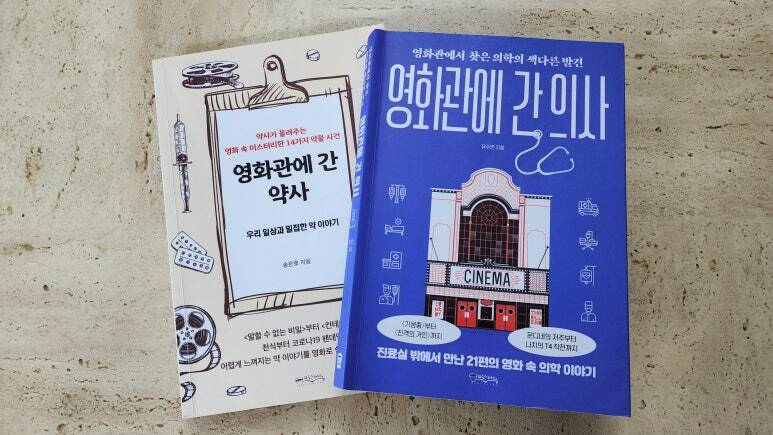 약사가 들려주는
영화 속 미스터리한 14가지 약물 사건
영화관에 간
약사
우리 일상과 밀접한 약 이야기
송은호 지음
<말할 수 없는 비밀>부터 <컨테
천식부터 코로나19 팬데
어렵게 느껴지는 약 이야기를 영화로
영화관에서 찾은 의학의 색다른 발견
영화관에 간 의사
유수연 지음
CINEMA
<기생충>부터
<진격의 거인>까지
운디네의 저주부터
나치의 T4 작전까지
진료실 밖에서 만난 21편의 영화 속 의학 이야기